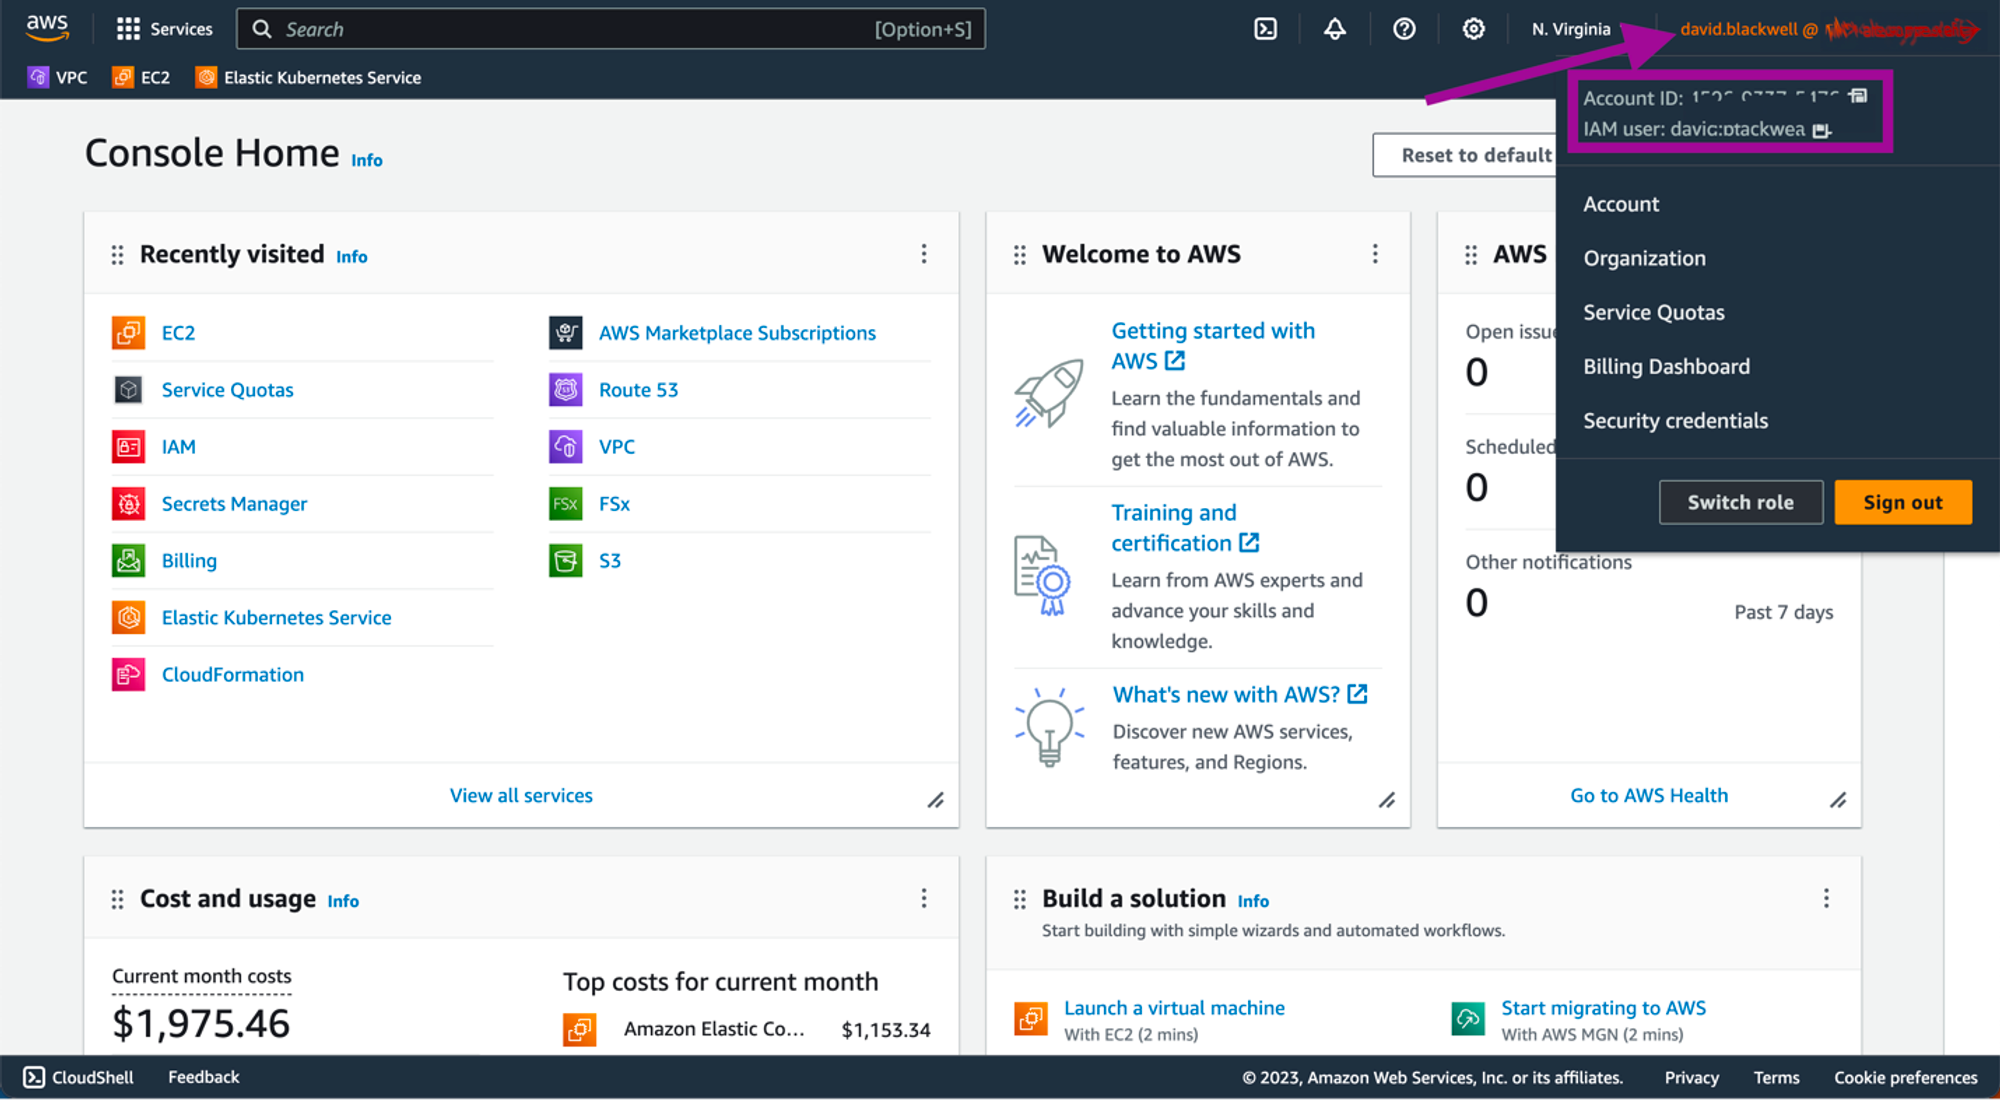 aws
Services
Search
[Option+S]
N. Virginia
david.blackwell @
VPC
EC2
Elastic Kubernetes Service
Account ID:
IAM user:
Console Home Info
Reset to default
Account
Organization
Service Quotas
Billing Dashboard
Security credentials
Switch role
Sign out
Recently visited Info
EC2
Service Quotas
IAM
Secrets Manager
Billing
Elastic Kubernetes Service
CloudFormation
AWS Marketplace Subscriptions
Route 53
VPC
FSx FSx
S3
View all services
Welcome to AWS
Getting started with
AWS
Learn the fundamentals and
find valuable information to
get the most out of AWS.
Training and
certification
Learn from AWS experts and
advance your skills and
knowledge.
What's new with AWS?
Discover new AWS services,
features, and Regions.
AWS
Open issue
0
Scheduled
0
Other notifications
0
Past 7 days
Go to AWS Health
Cost and usage Info
Current month costs
$1,975.46
Top costs for current month
Amazon Elastic Co... $1,153.34
Build a solution Info
Start building with simple wizards and automated workflows.
Launch a virtual machine
With EC2 (2 mins)
Start migrating to AWS
With AWS MGN (2 mins)
CloudShell
Feedback
© 2023, Amazon Web Services, Inc. or its affiliates.
Privacy
Terms
Cookie preferences